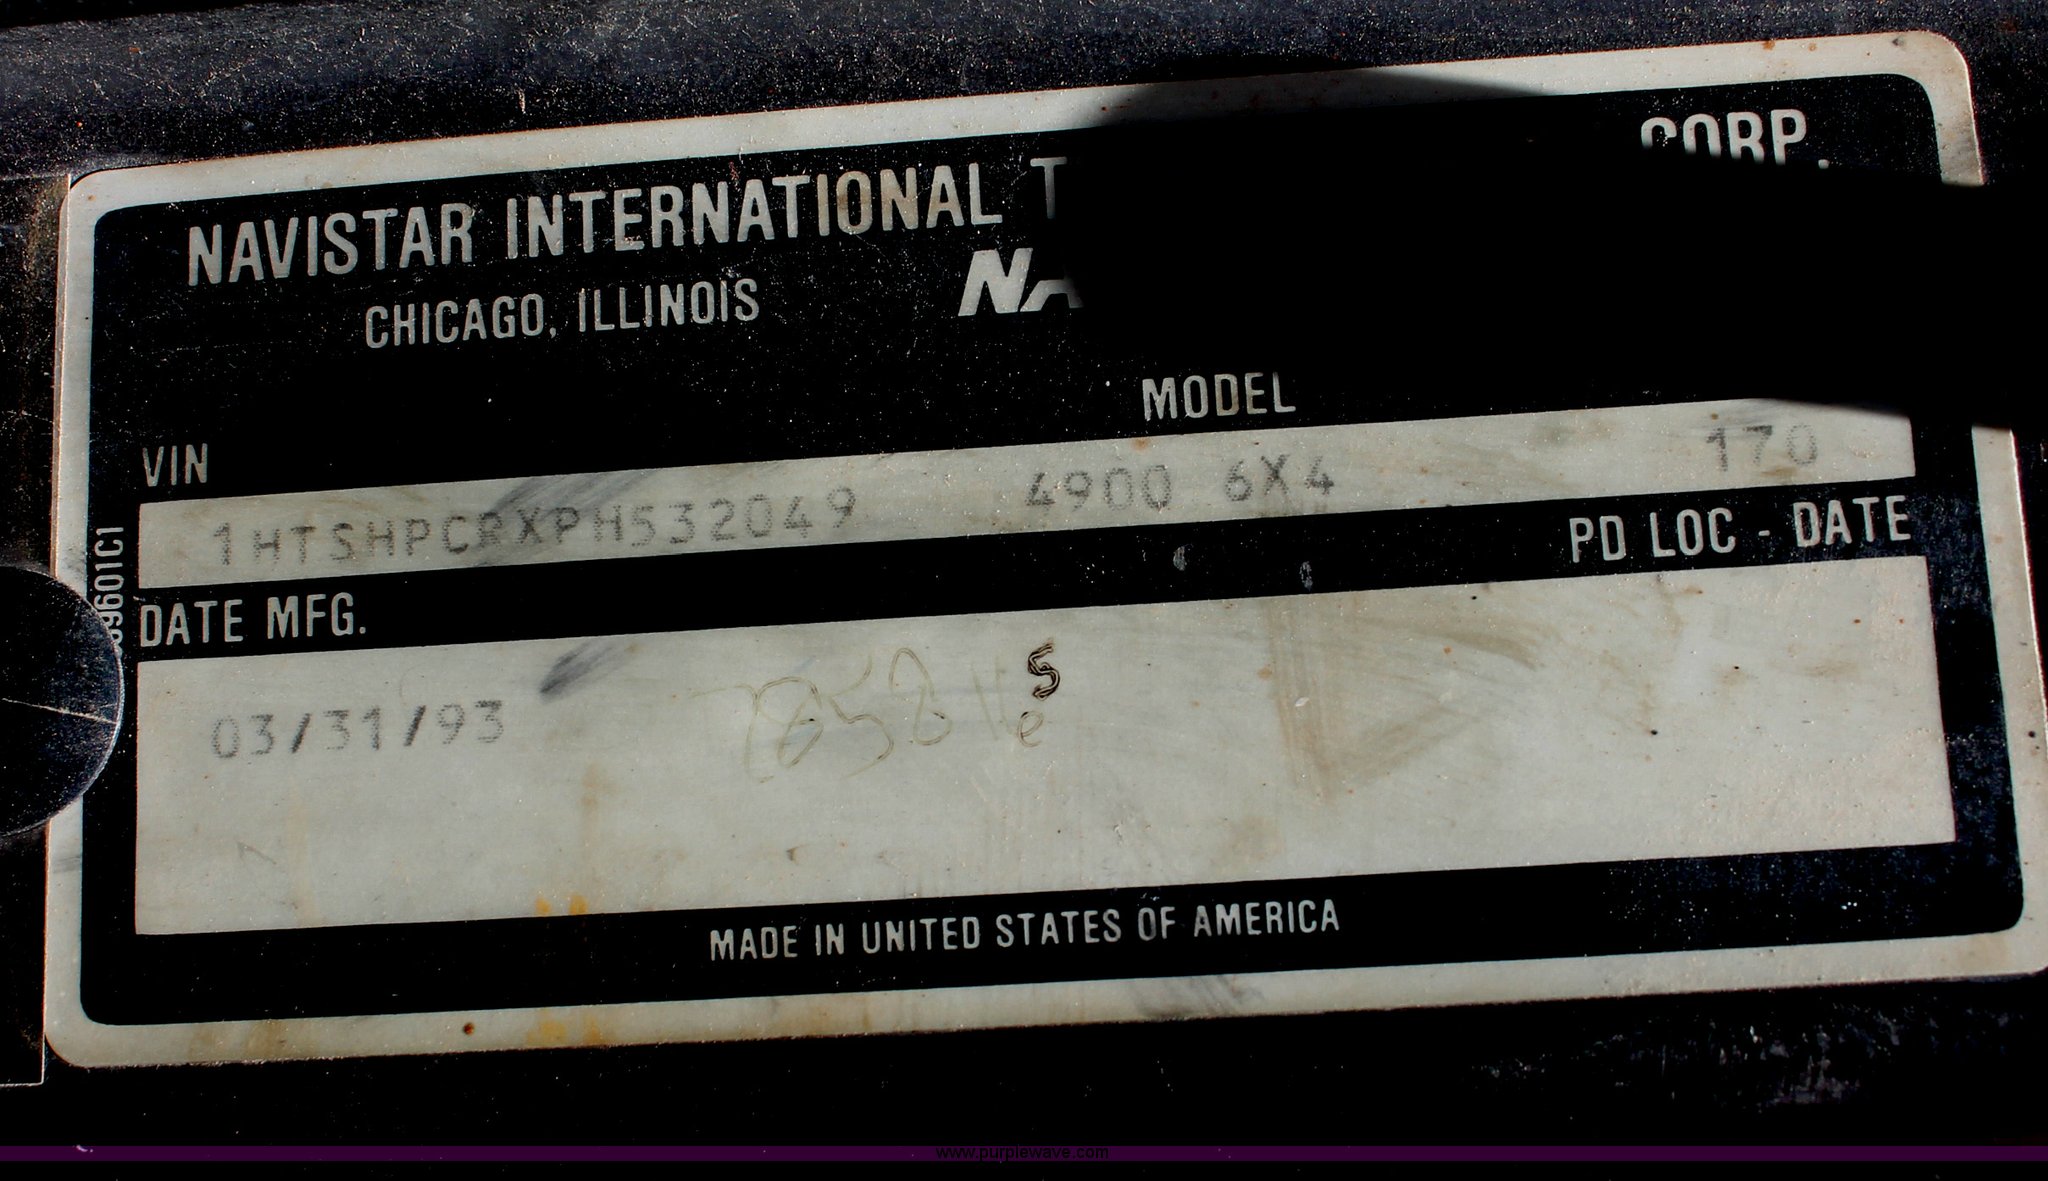 NAVISTAR INTERNATIONAL T CORP.
CHICAGO, ILLINOIS NA
VIN MODEL
1HTSHPCRXPH532049 4900 6X4 170
DATE MFG. PD LOC - DATE
03/31/93
MADE IN UNITED STATES OF AMERICA
www.purplewave.com